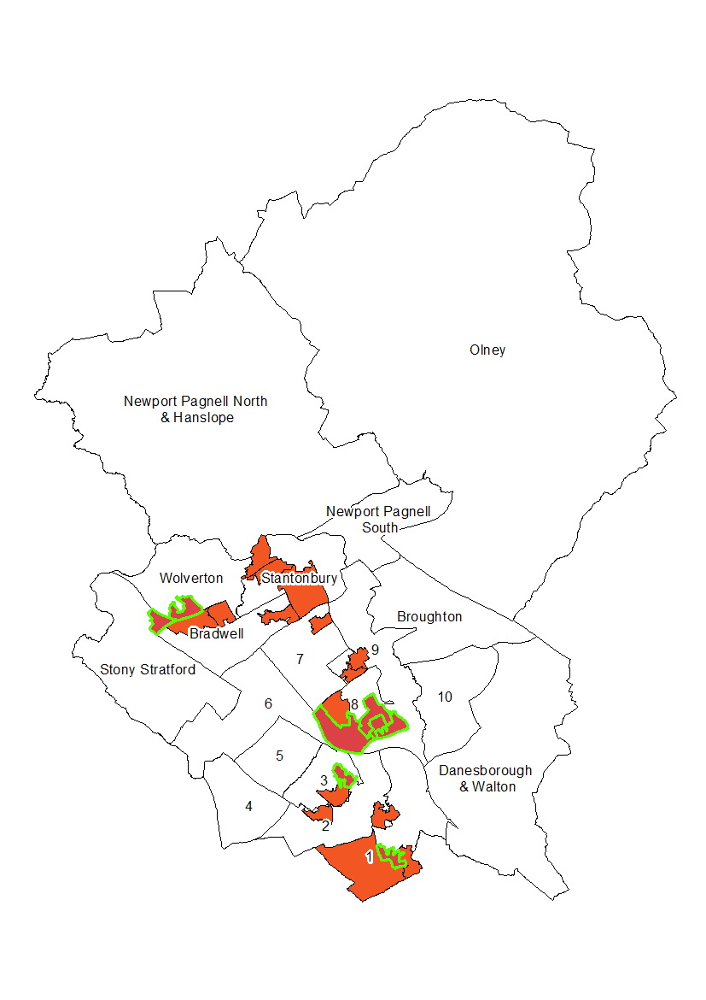 Olney
Newport Pagnell North
& Hanslope
Newport Pagnell
South
Wolverton
Stantonbury
Broughton
Bradwell
Stony Stratford
7
9
10
6
8
5
3
Danesborough
& Walton
4
2
1